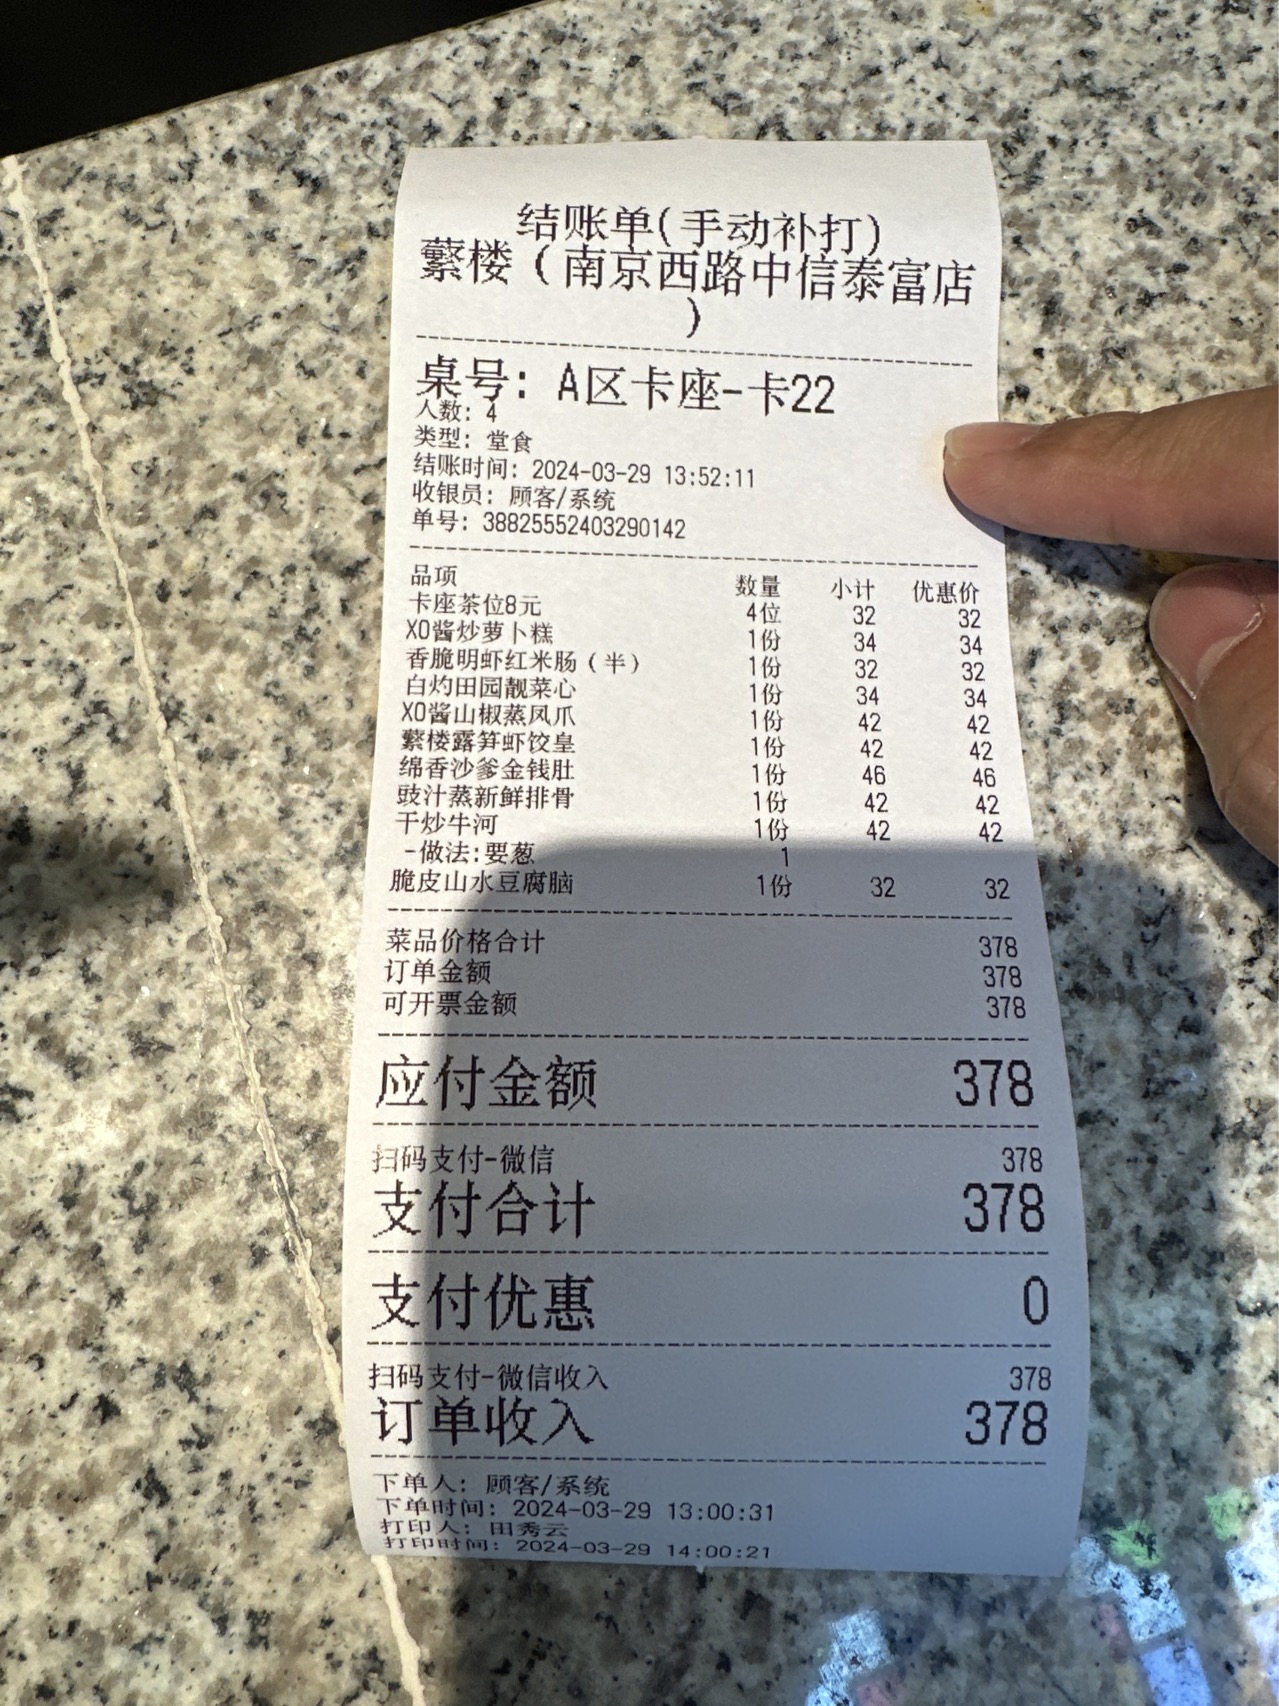 结账单(手动补打)
蘩楼（南京西路中信泰富店
）
桌号: A区卡座-卡22
人数: 4
类型: 堂食
结账时间: 2024-03-29 13:52:11
收银员: 顾客/系统
单号: 38825552403290142
品项 数量 小计 优惠价
卡座茶位8元 4位 32 32
XO酱炒萝卜糕 1份 34 34
香脆明虾红米肠（半） 1份 32 32
白灼田园靓菜心 1份 34 34
XO酱山椒蒸凤爪 1份 42 42
蘩楼露笋虾饺皇 1份 42 42
绵香沙爹金钱肚 1份 46 46
豉汁蒸新鲜排骨 1份 42 42
干炒牛河 1份 42 42
-做法:要葱 1
脆皮山水豆腐脑 1份 32 32
菜品价格合计 378
订单金额 378
可开票金额 378
应付金额 378
扫码支付-微信 378
支付合计 378
支付优惠 0
扫码支付-微信收入 378
订单收入 378
下单人: 顾客/系统
下单时间: 2024-03-29 13:00:31
打印人: 田秀云
打印时间: 2024-03-29 14:00:21